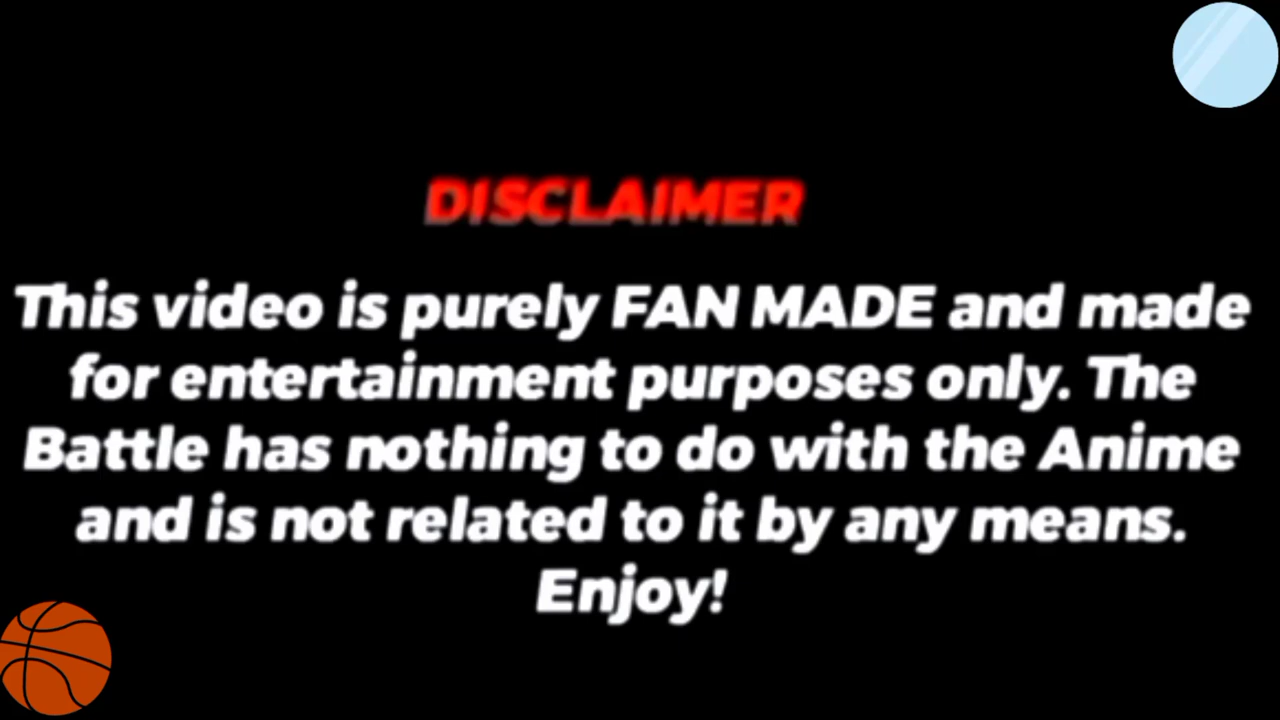 DISCLAIMER
This video is purely FAN MADE and made
for entertainment purposes only. The
Battle has nothing to do with the Anime
and is not related to it by any means.
Enjoy!